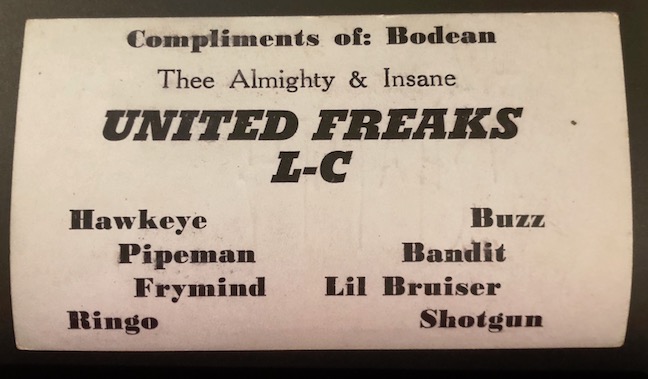 Compliments of: Bodean
Thee Almighty & Insane
UNITED FREAKS
L-C
Hawkeye Buzz
Pipeman Bandit
Frymind Lil Bruiser
Ringo Shotgun